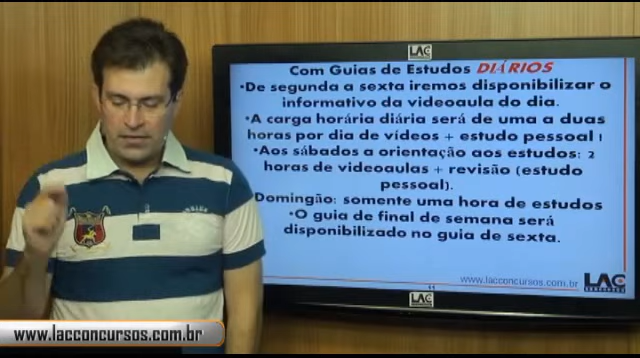 LAC
Com Guias de Estudos DIÁRIOS
•De segunda a sexta iremos disponibilizar o
informativo da videoaula do dia.
•A carga horária diária será de uma a duas
horas por dia de vídeos + estudo pessoal !
•Aos sábados a orientação aos estudos: 2
horas de videoaulas + revisão (estudo
pessoal).
Domingão: somente uma hora de estudos
•O guia de final de semana será
disponibilizado no guia de sexta.
www.lacconcursos.com.br
LAC
CONCURSOS
LAC
www.lacconcursos.com.br